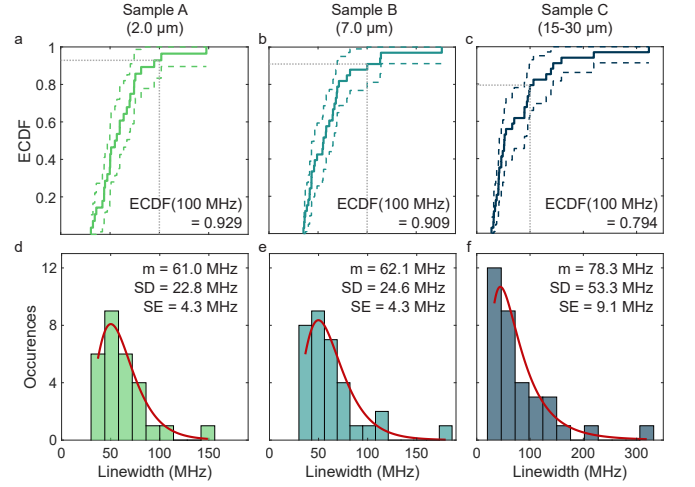 Sample A
(2.0 µm)
Sample B
(7.0 µm)
Sample C
(15-30 µm)
a
b
c
1
0.8
0.6
0.4
0.2
ECDF
ECDF(100 MHz)
= 0.929
ECDF(100 MHz)
= 0.909
ECDF(100 MHz)
= 0.794
d
e
f
12
8
4
0
Occurences
m = 61.0 MHz
SD = 22.8 MHz
SE = 4.3 MHz
m = 62.1 MHz
SD = 24.6 MHz
SE = 4.3 MHz
m = 78.3 MHz
SD = 53.3 MHz
SE = 9.1 MHz
0 50 100 150
0 50 100 150
0 100 200 300
Linewidth (MHz)
Linewidth (MHz)
Linewidth (MHz)